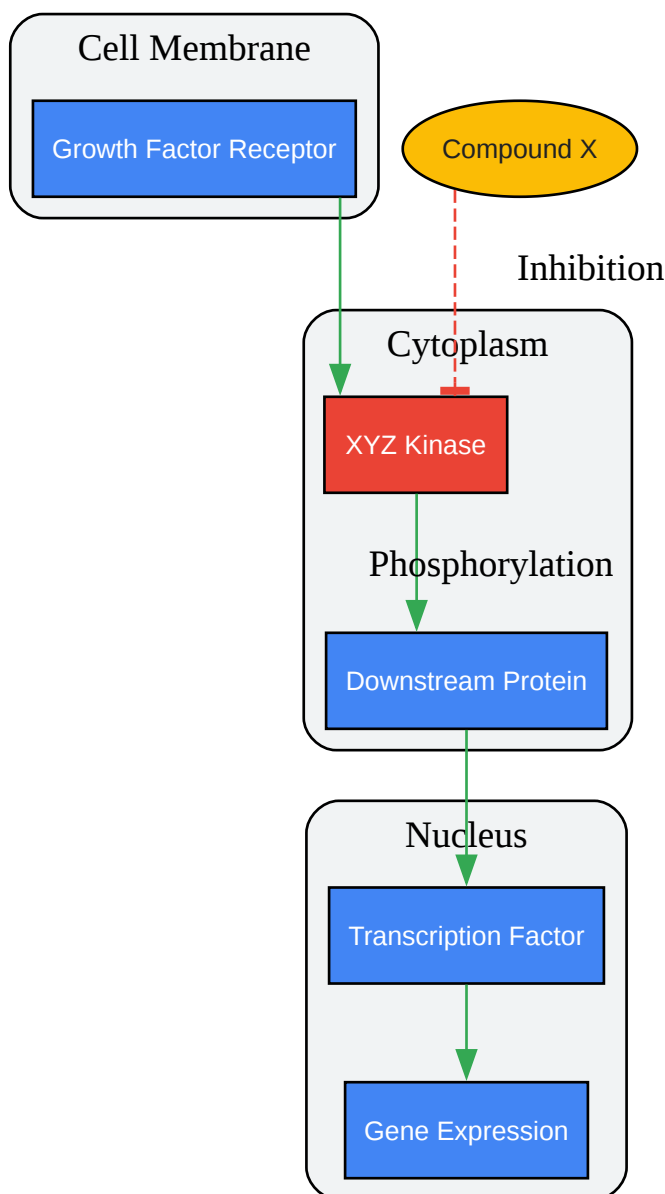 Cell Membrane
Growth Factor Receptor
Compound X
Inhibition
Cytoplasm
XYZ Kinase
Phosphorylation
Downstream Protein
Nucleus
Transcription Factor
Gene Expression